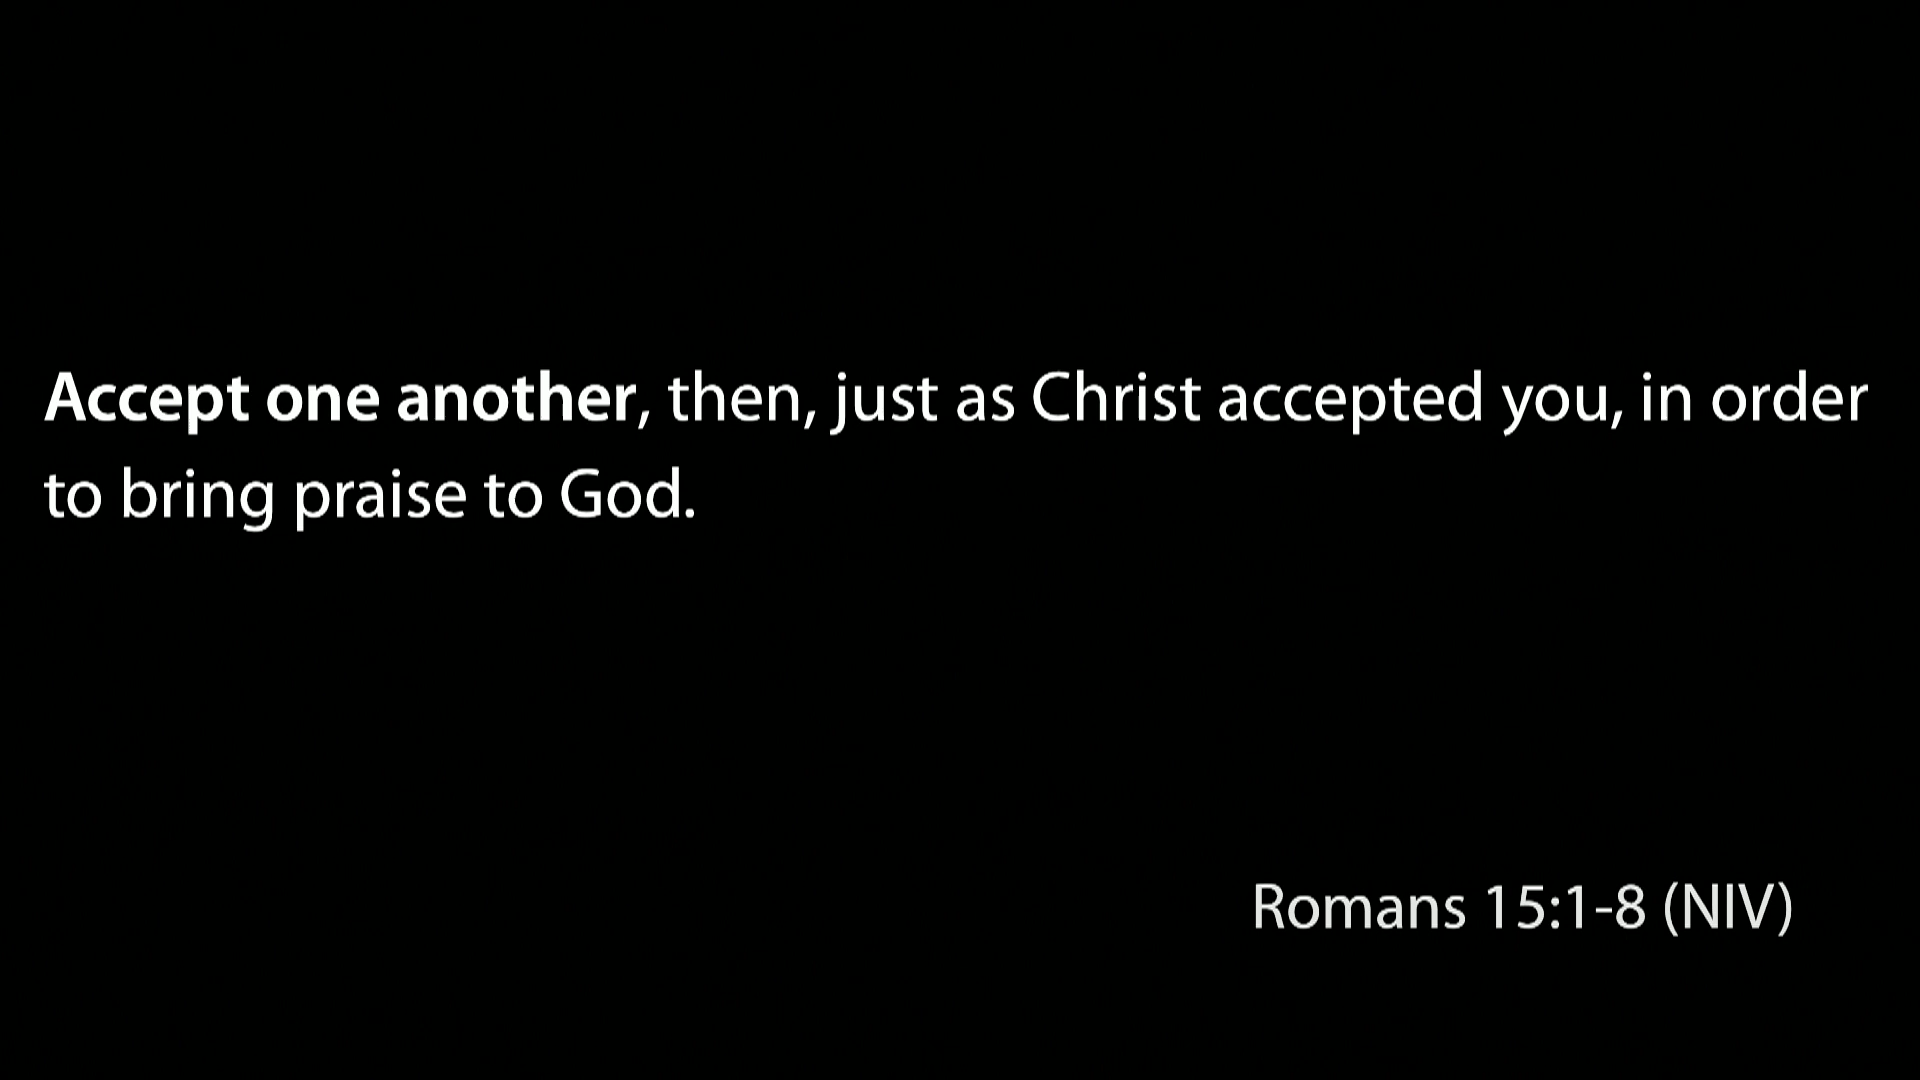 Accept one another, then, just as Christ accepted you, in order
to bring praise to God.
Romans 15:1-8 (NIV)